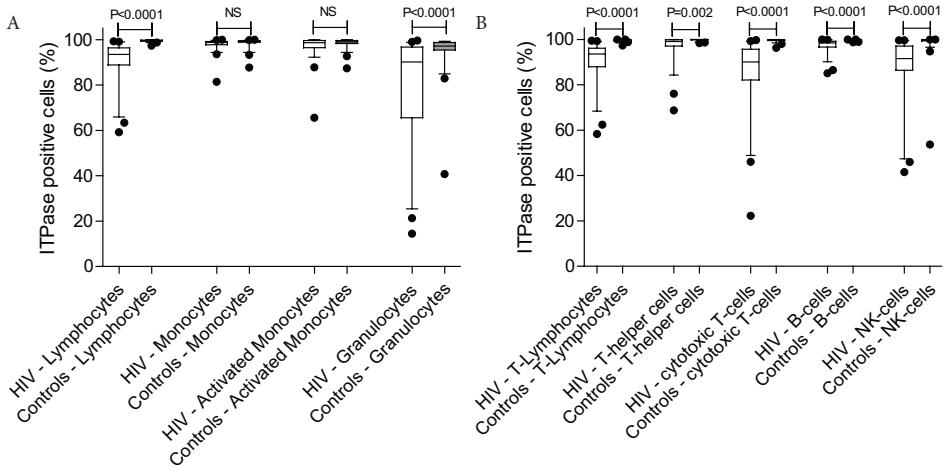 A
P<0.0001
NS
NS
P<0.0001
ITPase positive cells (%)
100
80
60
40
20
0
HIV - Lymphocytes
Controls - Lymphocytes
HIV - Monocytes
Controls - Monocytes
HIV - Activated Monocytes
Controls - Activated Monocytes
HIV - Granulocytes
Controls - Granulocytes
B
P<0.0001
P=0.002
P<0.0001
P<0.0001
P<0.0001
ITPase positive cells (%)
100
80
60
40
20
0
HIV - T-Lymphocytes
Controls - T-Lymphocytes
HIV - T-helper cells
Controls - T-helper cells
HIV - cytotoxic T-cells
Controls - cytotoxic T-cells
HIV - B-cells
Controls - B-cells
HIV - NK-cells
Controls - NK-cells